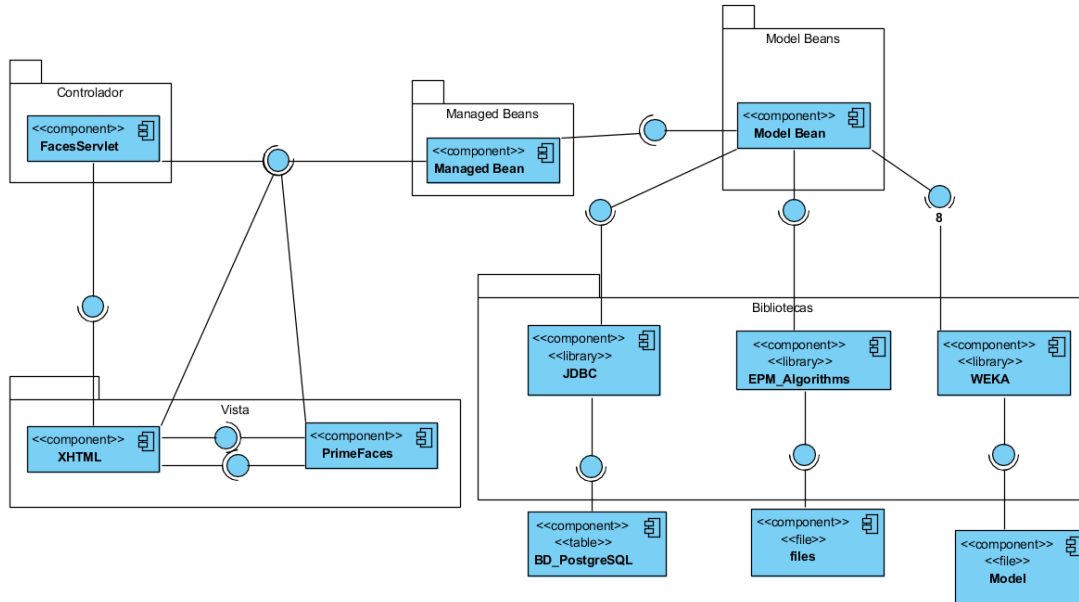 Model Beans
Controlador
Managed Beans
<<component>>
Model Bean
<<component>>
FacesServlet
<<component>>
Managed Bean
8
Bibliotecas
<<component>>
<<library>>
JDBC
<<component>>
<<library>>
EPM_Algorithms
<<component>>
<<library>>
WEKA
Vista
<<component>>
XHTML
<<component>>
PrimeFaces
<<component>>
<<table>>
BD_PostgreSQL
<<component>>
<<file>>
files
<<component>>
<<file>>
Model